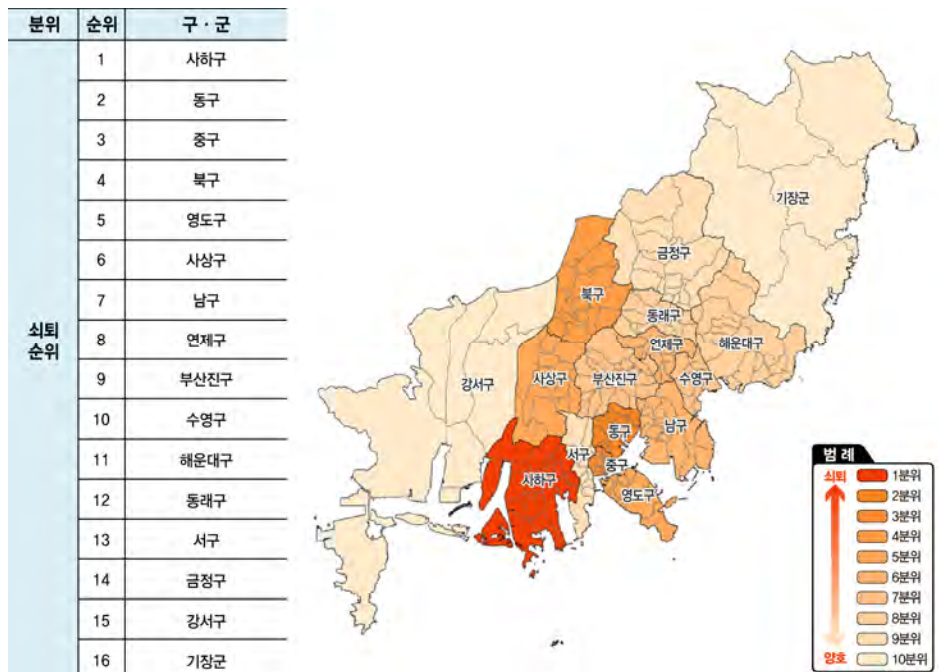 분위 순위 구·군
1 사하구
2 동구
3 중구
4 북구
5 영도구
6 사상구
7 남구
쇠퇴
순위
8 연제구
9 부산진구
10 수영구
11 해운대구
12 동래구
13 서구
14 금정구
15 강서구
16 기장군
기장군
금정구
북구
동래구
연제구
해운대구
강서구
사상구
부산진구
수영구
동구
남구
서구
중구
사하구
영도구
범례
쇠퇴
양호
1분위
2분위
3분위
4분위
5분위
6분위
7분위
8분위
9분위
10분위